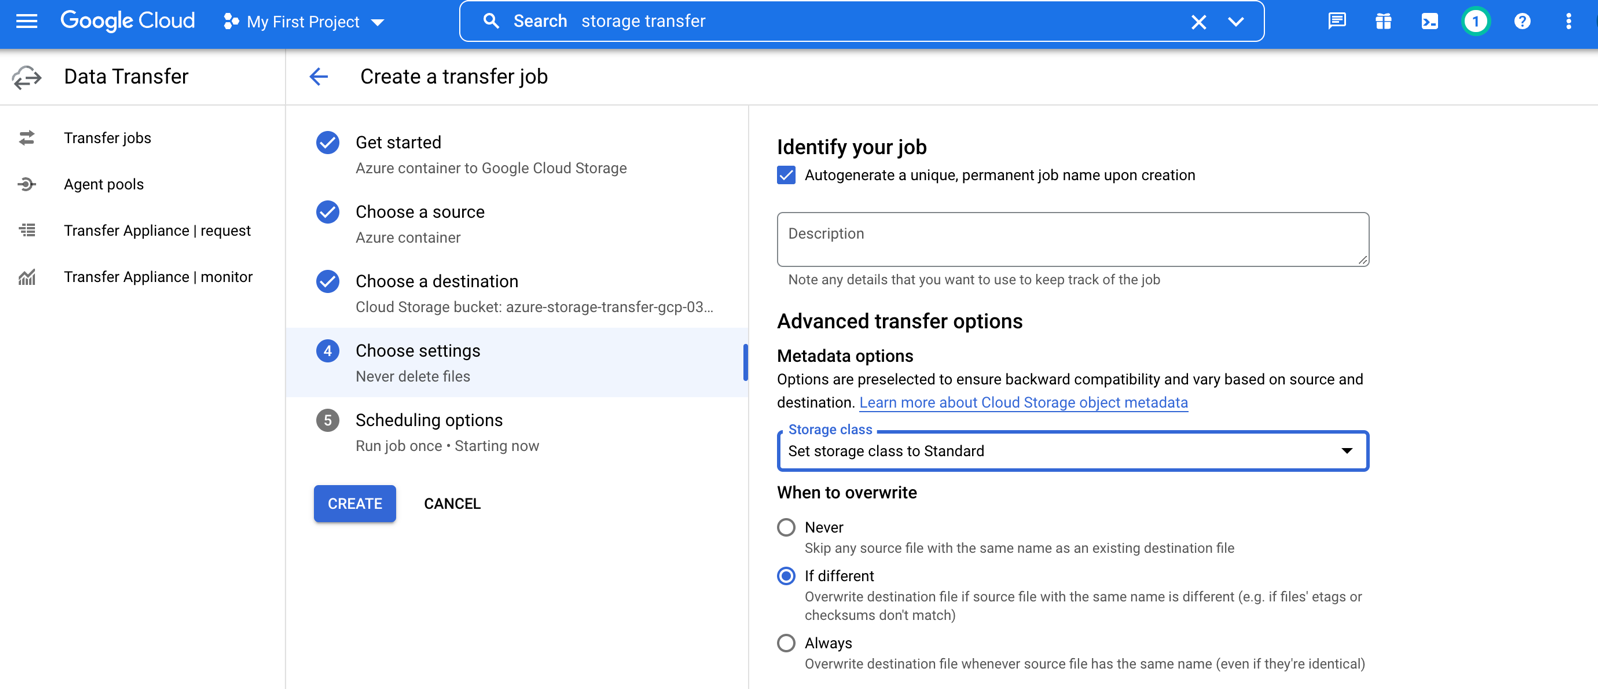 Google Cloud
My First Project
Search storage transfer
1
Data Transfer
Create a transfer job
Transfer jobs
Agent pools
Transfer Appliance | request
Transfer Appliance | monitor
Get started
Azure container to Google Cloud Storage
Choose a source
Azure container
Choose a destination
Cloud Storage bucket: azure-storage-transfer-gcp-03...
4 Choose settings
Never delete files
5 Scheduling options
Run job once • Starting now
CREATE CANCEL
Identify your job
Autogenerate a unique, permanent job name upon creation
Description
Note any details that you want to use to keep track of the job
Advanced transfer options
Metadata options
Options are preselected to ensure backward compatibility and vary based on source and
destination. Learn more about Cloud Storage object metadata
Storage class
Set storage class to Standard
When to overwrite
Never
Skip any source file with the same name as an existing destination file
If different
Overwrite destination file if source file with the same name is different (e.g. if files' etags or
checksums don't match)
Always
Overwrite destination file whenever source file has the same name (even if they're identical)